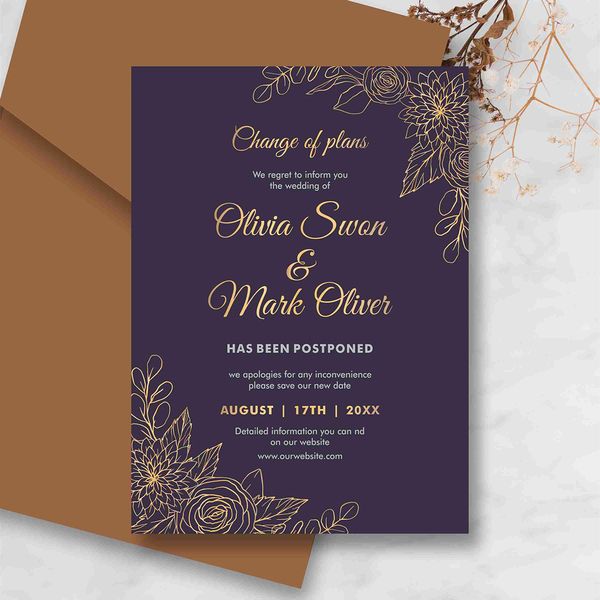 Change of plans
We regret to inform you
the wedding of
Olivia Swon
&
Mark Oliver
HAS BEEN POSTPONED
we apologies for any inconvenience
please save our new date
AUGUST | 17TH | 20XX
Detailed information you can nd
on our website
www.ourwebsite.com